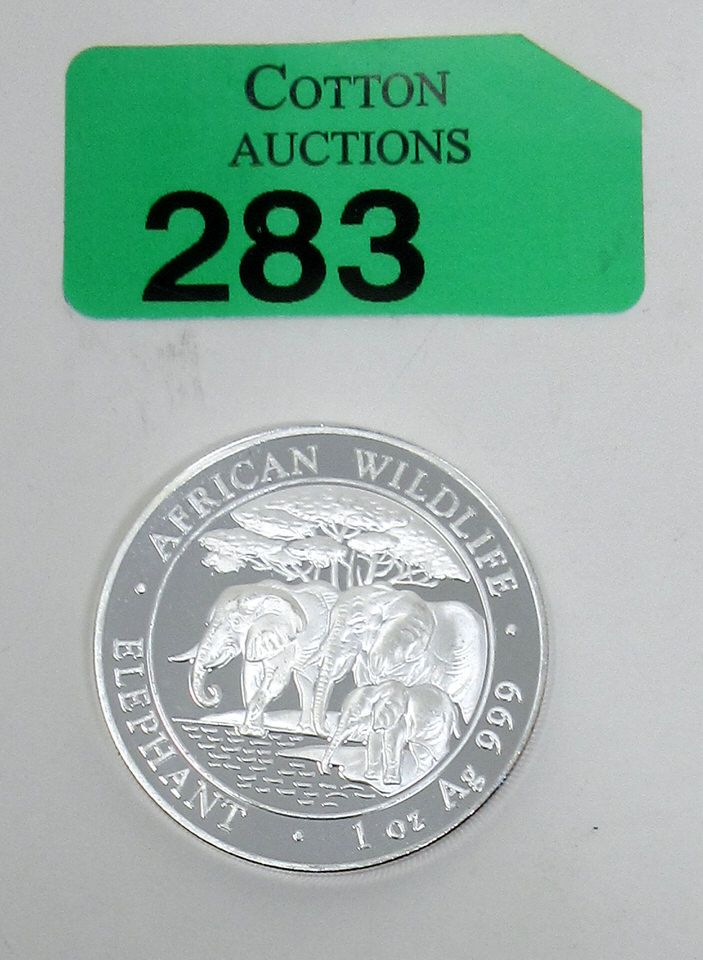 COTTON
AUCTIONS
283
AFRICAN WILDLIFE
ELEPHANT
1 oz Ag 999